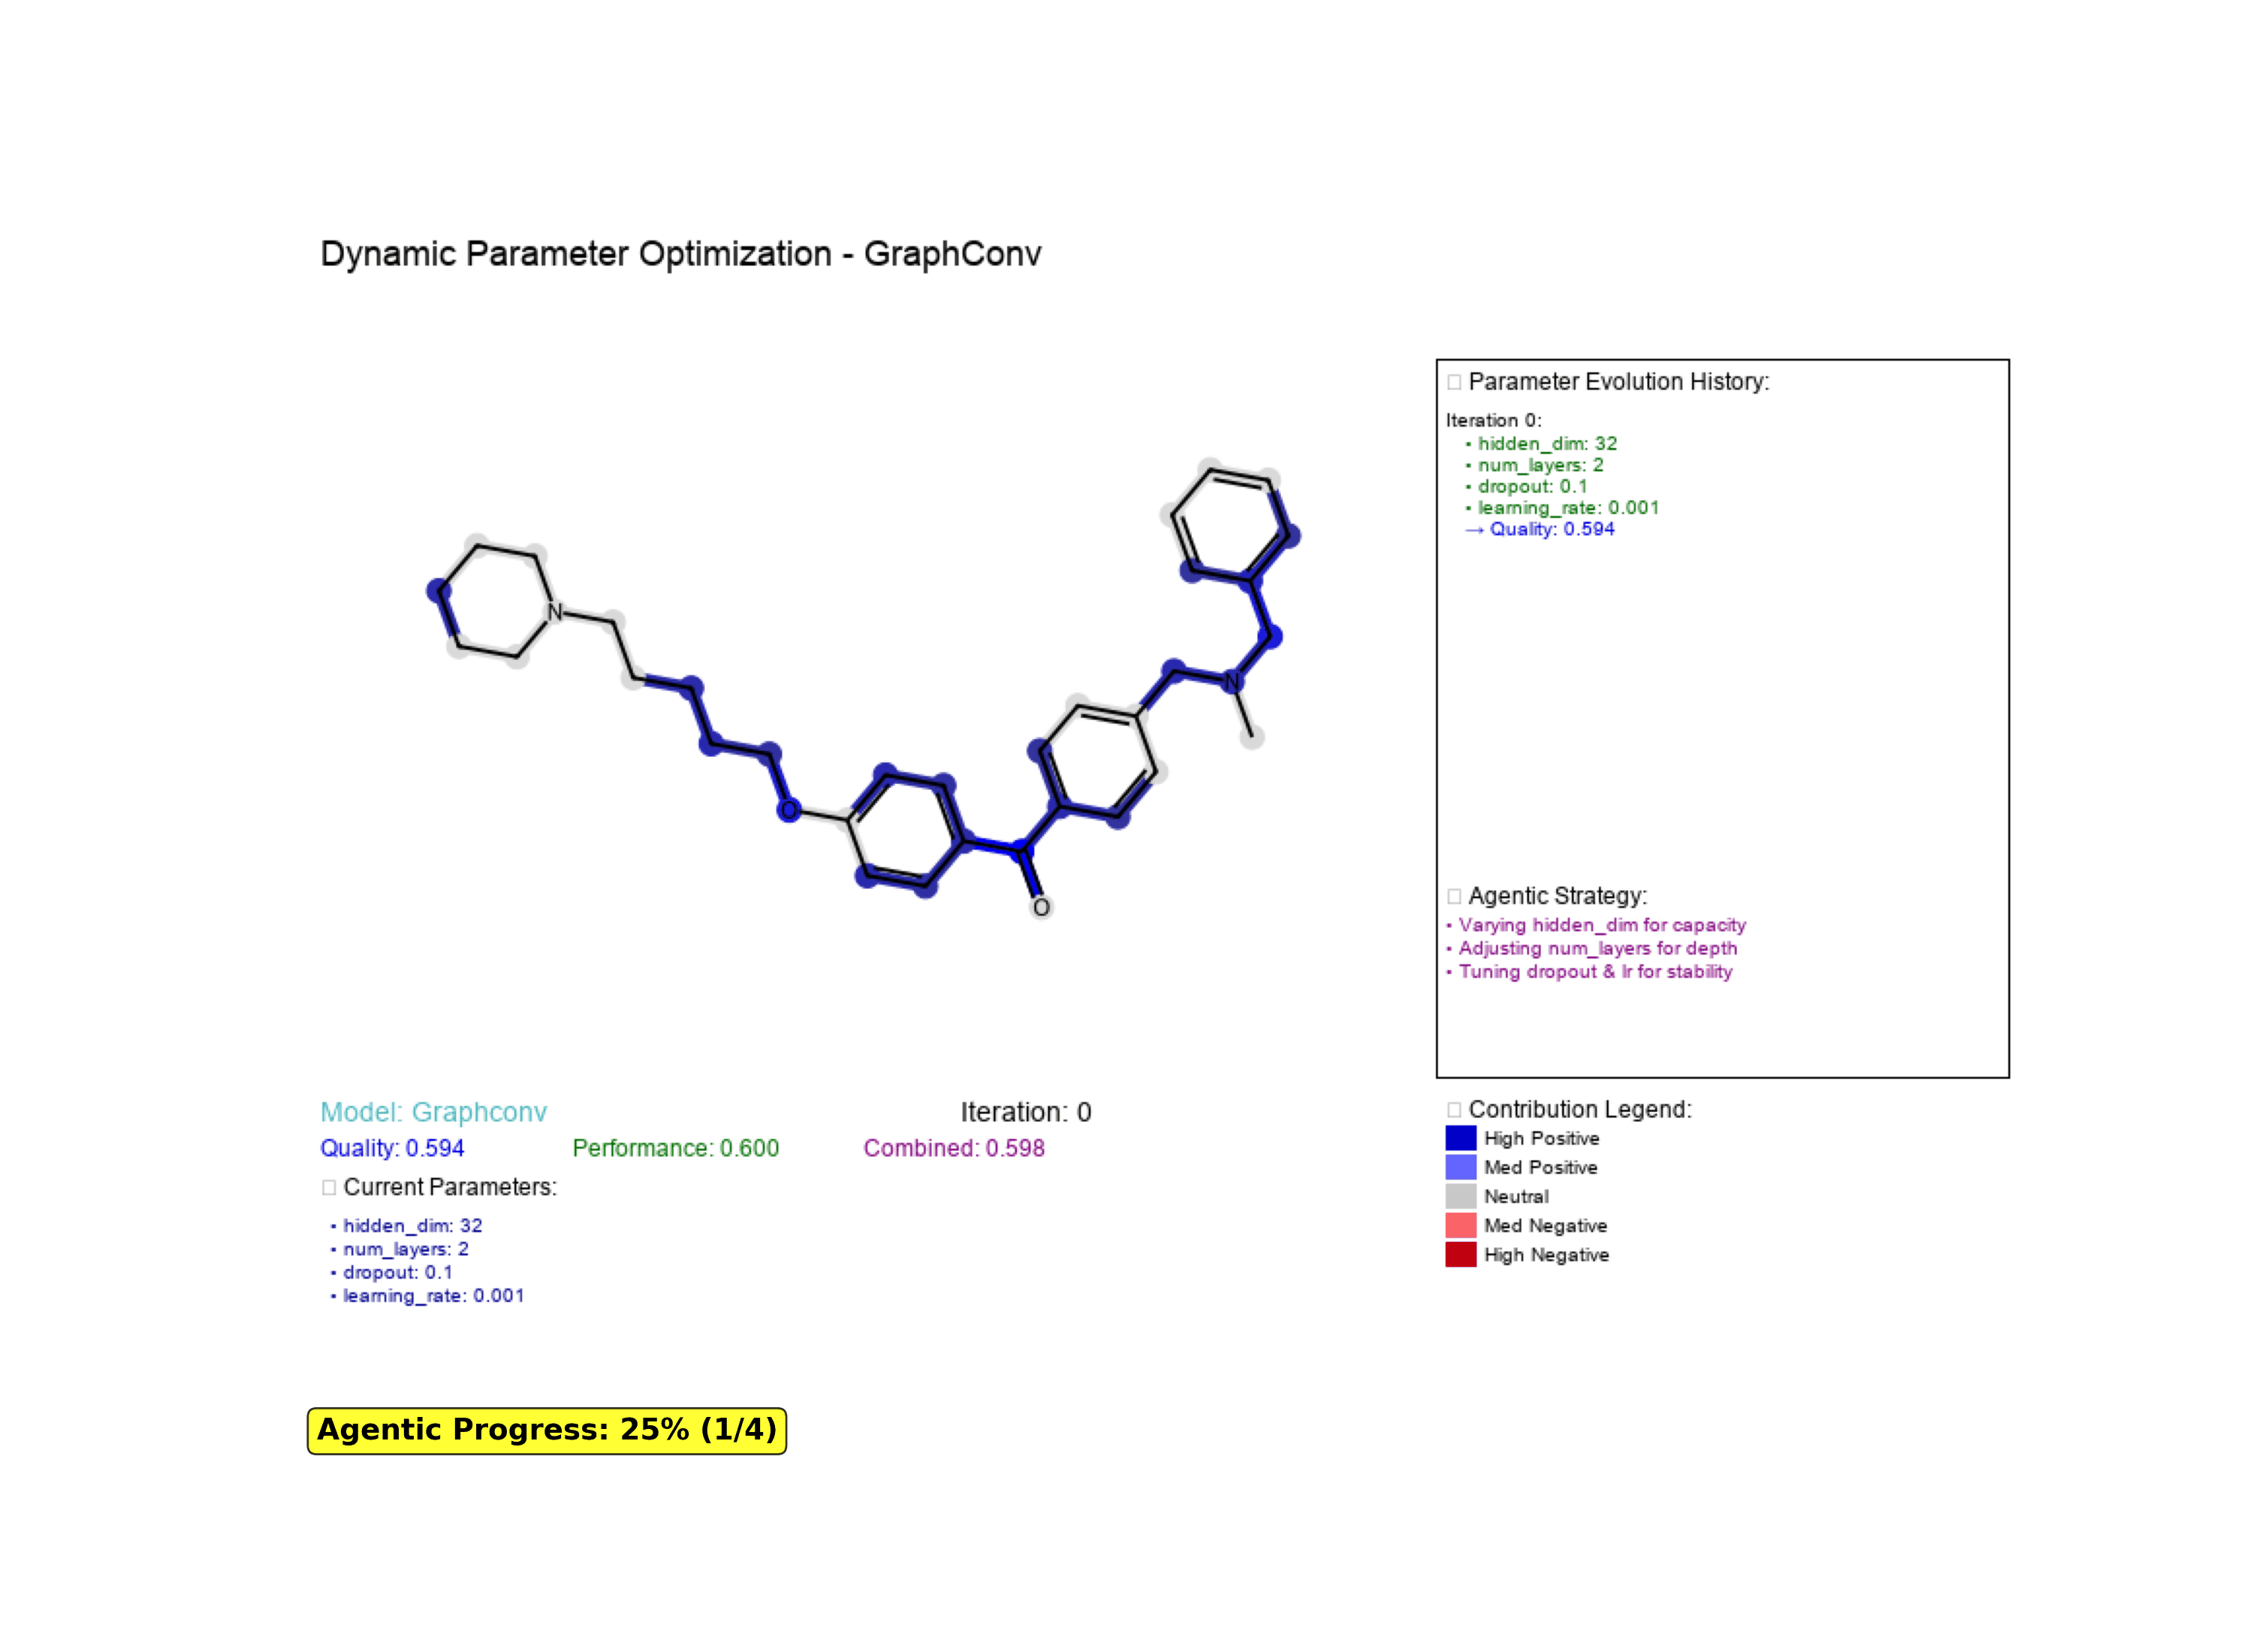 Dynamic Parameter Optimization - GraphConv
N
O
O
N
Parameter Evolution History:
Iteration 0:
• hidden_dim: 32
• num_layers: 2
• dropout: 0.1
• learning_rate: 0.001
→ Quality: 0.594
Agentic Strategy:
• Varying hidden_dim for capacity
• Adjusting num_layers for depth
• Tuning dropout & lr for stability
Model: Graphconv
Iteration: 0
Quality: 0.594
Performance: 0.600
Combined: 0.598
Current Parameters:
• hidden_dim: 32
• num_layers: 2
• dropout: 0.1
• learning_rate: 0.001
Contribution Legend:
High Positive
Med Positive
Neutral
Med Negative
High Negative
Agentic Progress: 25% (1/4)